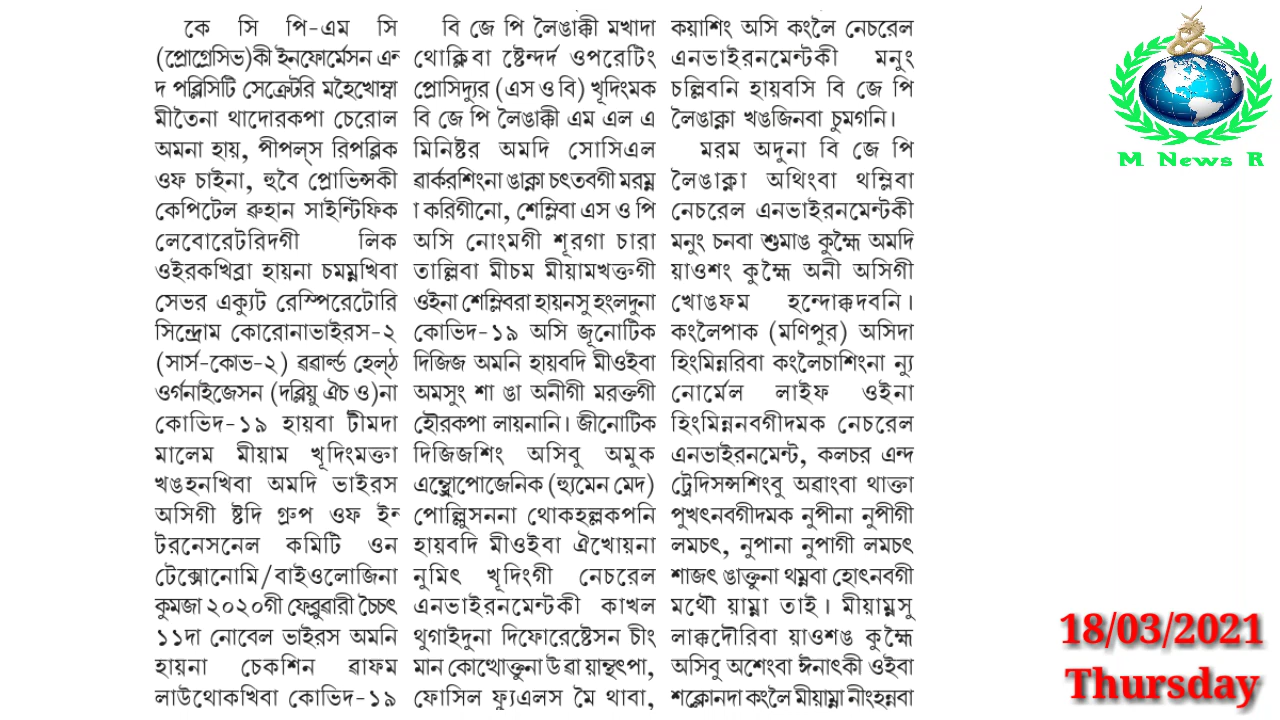 কে সি পি-এম সি
(প্রোগ্রেসিভ)কী ইনফোর্মেসন এন্
দ পব্লিসিটি সেক্রেটরি মহৈখোম্বা
মীতৈনা থাদোরকপা চেরোল
অমনা হায়, পীপল্স রিপব্লিক
ওফ চাইনা, হুবৈ প্রোভিন্সকী
কেপিটেল ৱুহান সাইন্টিফিক
লেবোরেটরিদগী লিক
ওইরকখিব্রা হায়না চমম্নখিবা
সেভর এক্যুট রেস্পিরেটোরি
সিন্দ্রোম কোরোনাভাইরস-২
(সার্স-কোভ-২) ৱৱার্ল্ড হেল্ঠ
ওর্গনাইজেসন (দব্লিয়ু ঐচ ও)না
কোভিদ-১৯ হায়বা টীমদা
মালেম মীয়াম খূদিংমক্তা
খঙহনখিবা অমদি ভাইরস
অসিগী ষ্টদি গ্রুপ ওফ ইন্
টরনেসনেল কমিটি ওন
টেক্সোনোমি/বাইওলোজিনা
কুমজা ২০২০গী ফেব্রুৱারী চৈচৎ
১১দা নোবেল ভাইরস অমনি
হায়না চেকশিন ৱাফম
লাউথোকখিবা কোভিদ-১৯
বি জে পি লৈঙাক্কী মখাদা
থোক্লিবা ষ্টেন্দর্দ ওপরেটিং
প্রোসিদ্যুর (এস ও বি) খূদিংমক
বি জে পি লৈঙাক্কী এম এল এ
মিনিষ্টর অমদি সোসিএল
ৱার্করশিংনা ঙাক্লা চৎতবগী মরম্ন
া করিগীনো, শেম্লিবা এস ও পি
অসি নোংমগী শূরগা চারা
তাল্লিবা মীচম মীয়ামখক্তগী
ওইনা শেম্লিবরা হায়নসু হংলদুনা
কোভিদ-১৯ অসি জূনোটিক
দিজিজ অমনি হায়বদি মীওইবা
অমসুং শা ঙা অনীগী মরক্তগী
হৌরকপা লায়নানি। জীনোটিক
দিজিজশিং অসিবু অমুক
এন্থ্রোপোজেনিক (হ্যুমেন মেদ)
পোল্লুসননা থোকহল্লকপনি
হায়বদি মীওইবা ঐখোয়না
নুমিৎ খূদিংগী নেচরেল
এনভাইরনমেন্টকী কাখল
থুগাইদুনা দিফোরেষ্টেসন চীং
মান কোত্থোক্তুনা উ ৱা য়ান্থৎপা,
ফোসিল ফ্যুএলস মৈ থাবা,
কয়াশিং অসি কংলৈ নেচরেল
এনভাইরনমেন্টকী মনুং
চল্লিবনি হায়বসি বি জে পি
লৈঙাক্না খঙজিনবা চুমগনি।
মরম অদুনা বি জে পি
লৈঙাক্না অথিংবা থম্লিবা
নেচরেল এনভাইরনমেন্টকী
মনুং চনবা শুমাঙ কুহ্মৈ অমদি
য়াওশং কুহ্মৈ অনী অসিগী
খোঙফম হন্দোক্কদবনি।
কংলৈপাক (মণিপুর) অসিদা
হিংমিন্নরিবা কংলৈচাশিংনা ন্যু
নোর্মেল লাইফ ওইনা
হিংমিন্ননবগীদমক নেচরেল
এনভাইরনমেন্ট, কলচর এন্দ
ট্রেদিসন্সশিংবু অৱাংবা থাক্তা
পুখৎনবগীদমক নুপীনা নুপীগী
লমচৎ, নুপানা নুপাগী লমচৎ
শাজৎ ঙাক্তুনা থম্নবা হোৎনবগী
মথৌ য়াম্না তাই। মীয়াম্নসু
লাক্কদৌরিবা য়াওশঙ কুহ্মৈ
অসিবু অশেংবা ঈনাৎকী ওইবা
শক্লোনদা কংলৈ মীয়াম্না নীংহন্নবা
M News R
18/03/2021
Thursday